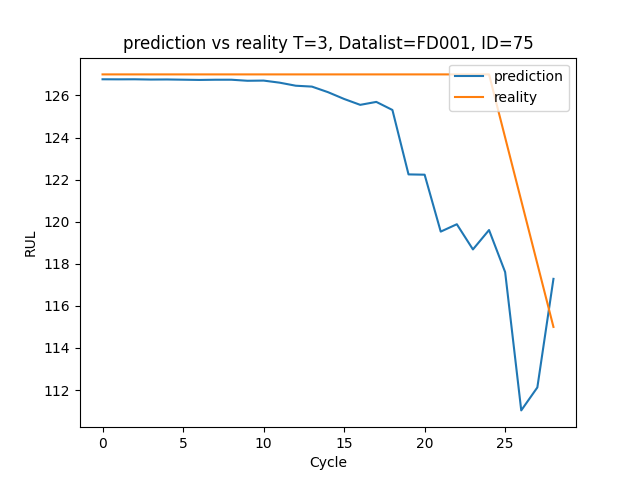 prediction vs reality T=3, Datalist=FD001, ID=75
prediction
reality
RUL
126
124
122
120
118
116
114
112
0 5 10 15 20 25
Cycle